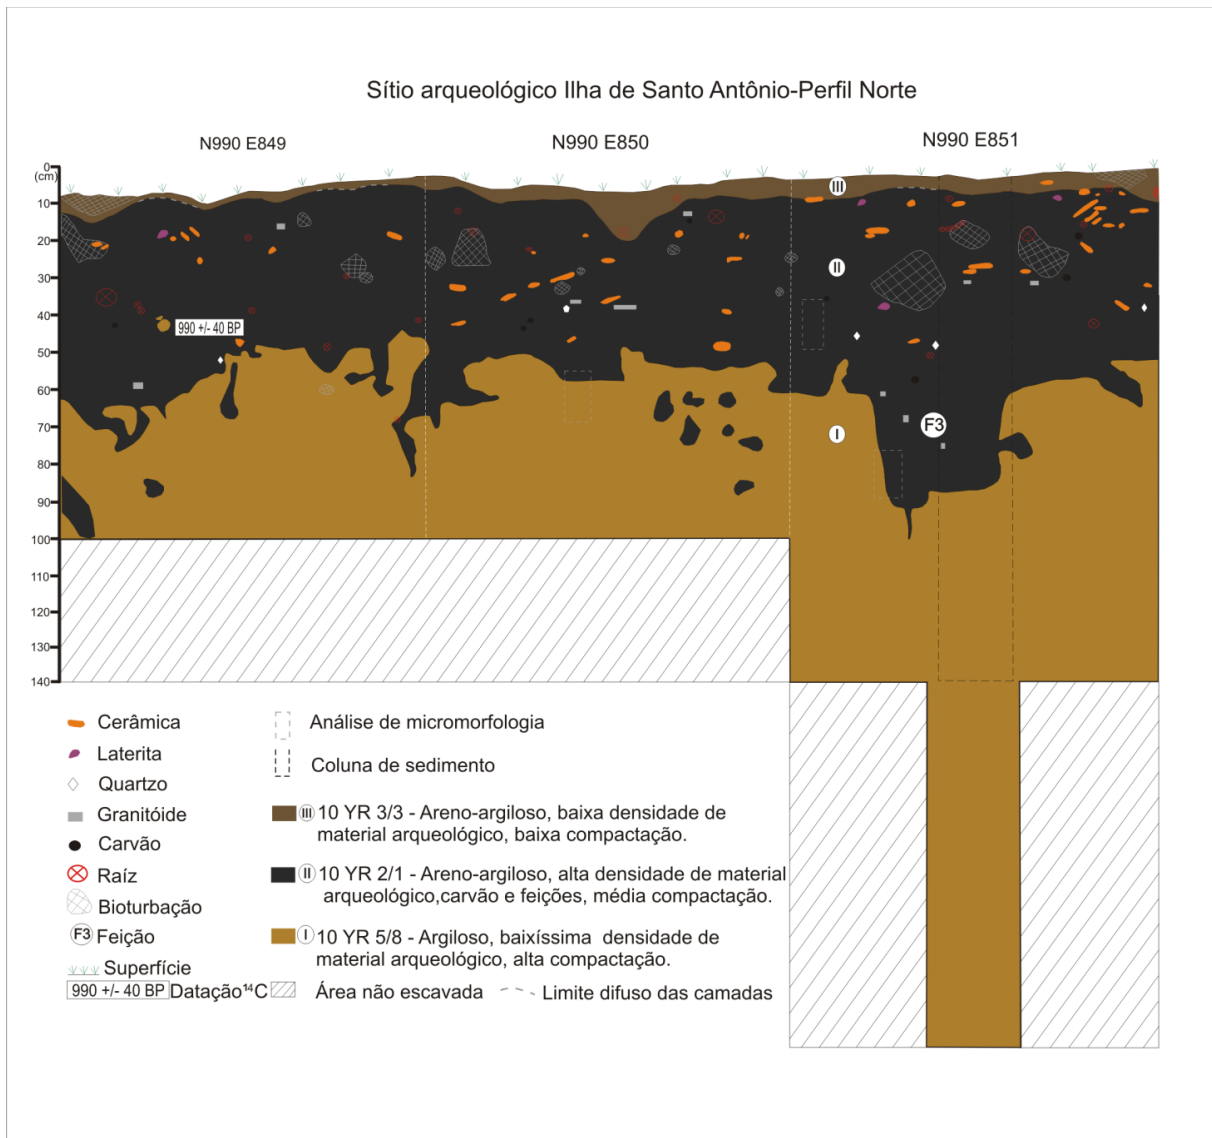 Sítio arqueológico Ilha de Santo Antônio-Perfil Norte
N990 E849
N990 E850
N990 E851
0
(cm)
10
20
30
40
50
60
70
80
90
100
110
120
130
140
III
II
990 +/- 40 BP
F3
I
Cerâmica
Laterita
Quartzo
Granitóide
Carvão
Raíz
Bioturbação
F3 Feição
Superfície
990 +/- 40 BP Datação¹⁴C
Análise de micromorfologia
Coluna de sedimento
III 10 YR 3/3 - Areno-argiloso, baixa densidade de
material arqueológico, baixa compactação.
II 10 YR 2/1 - Areno-argiloso, alta densidade de material
arqueológico,carvão e feições, média compactação.
I 10 YR 5/8 - Argiloso, baixíssima densidade de
material arqueológico, alta compactação.
Área não escavada
Limite difuso das camadas